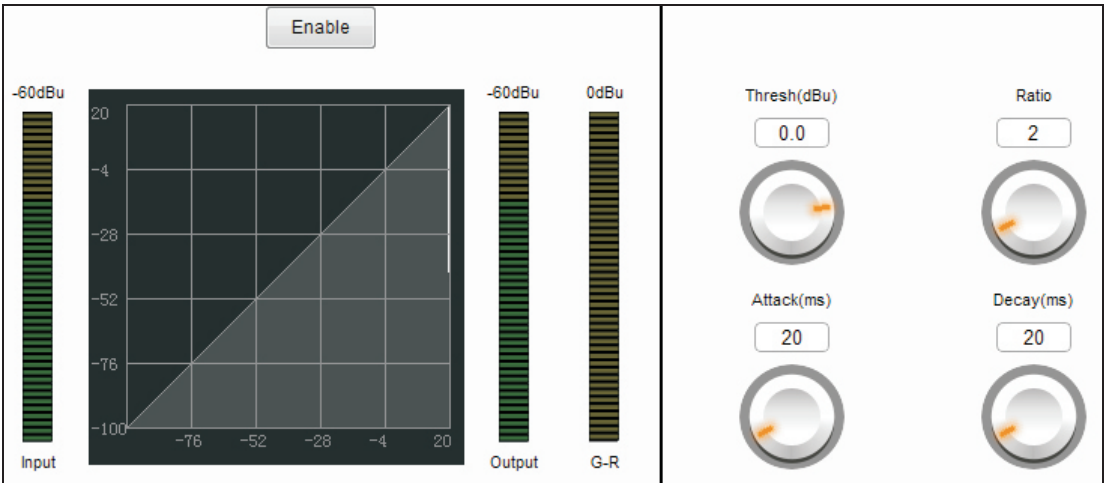 Enable
-60dBu
-60dBu
0dBu
20
-4
-28
-52
-76
-100
-76
-52
-28
-4
20
Input
Output
G-R
Thresh(dBu)
Ratio
0.0
2
Attack(ms)
Decay(ms)
20
20